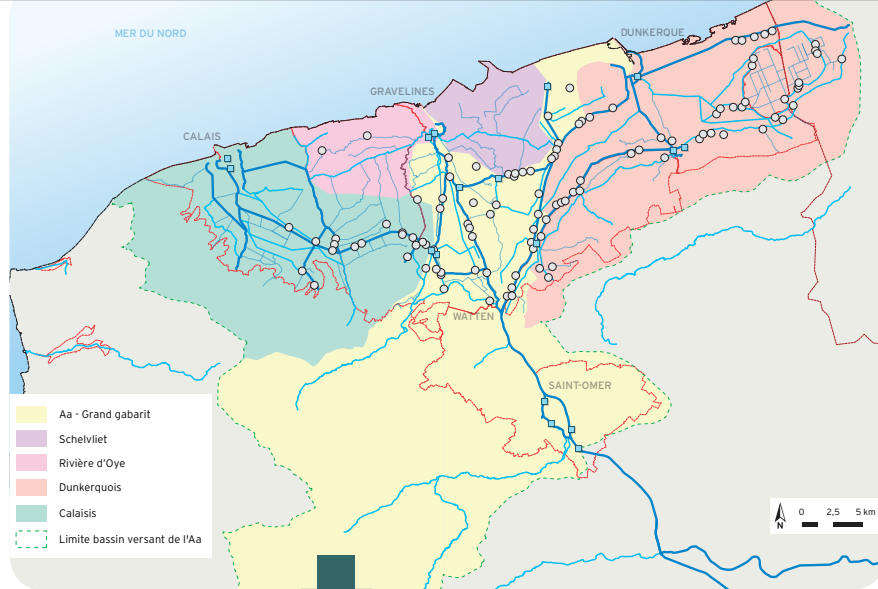 MER DU NORD
DUNKERQUE
GRAVELINES
CALAIS
WATTEN
SAINT-OMER
Aa - Grand gabarit
Schelvliet
Rivière d'Oye
Dunkerquois
Calaisis
Limite bassin versant de l'Aa
N
0 2,5 5 km